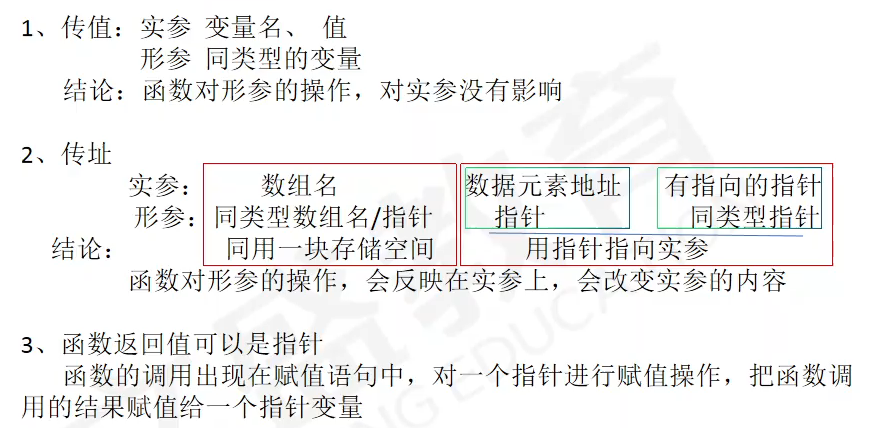 1、传值：实参 变量名、 值
形参 同类型的变量
结论：函数对形参的操作，对实参没有影响
2、传址
实参： 数组名 数据元素地址 有指向的指针
形参：同类型数组名/指针 指针 同类型指针
结论： 同用一块存储空间 用指针指向实参
函数对形参的操作，会反映在实参上，会改变实参的内容
3、函数返回值可以是指针
函数的调用出现在赋值语句中，对一个指针进行赋值操作，把函数调
用的结果赋值给一个指针变量